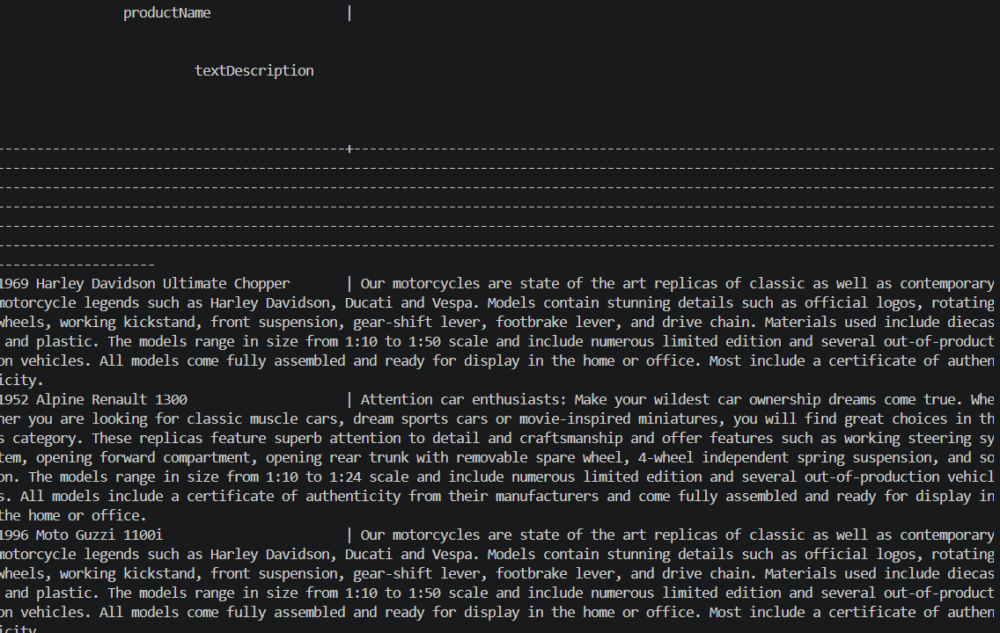 productName |
textDescription
--------------------------------------------+---------------------------------------------------------------------------------
------------------------------------------------------------------------------------------------------------------------------
------------------------------------------------------------------------------------------------------------------------------
------------------------------------------------------------------------------------------------------------------------------
------------------------------------------------------------------------------------------------------------------------------
------------------------------------------------------------------------------------------------------------------------------
--------------------
1969 Harley Davidson Ultimate Chopper | Our motorcycles are state of the art replicas of classic as well as contemporary
motorcycle legends such as Harley Davidson, Ducati and Vespa. Models contain stunning details such as official logos, rotating
wheels, working kickstand, front suspension, gear-shift lever, footbrake lever, and drive chain. Materials used include diecas
and plastic. The models range in size from 1:10 to 1:50 scale and include numerous limited edition and several out-of-product
on vehicles. All models come fully assembled and ready for display in the home or office. Most include a certificate of authen
icity.
1952 Alpine Renault 1300 | Attention car enthusiasts: Make your wildest car ownership dreams come true. Whe
her you are looking for classic muscle cars, dream sports cars or movie-inspired miniatures, you will find great choices in th
s category. These replicas feature superb attention to detail and craftsmanship and offer features such as working steering sy
tem, opening forward compartment, opening rear trunk with removable spare wheel, 4-wheel independent spring suspension, and so
on. The models range in size from 1:10 to 1:24 scale and include numerous limited edition and several out-of-production vehicl
s. All models include a certificate of authenticity from their manufacturers and come fully assembled and ready for display in
the home or office.
1996 Moto Guzzi 1100i | Our motorcycles are state of the art replicas of classic as well as contemporary
motorcycle legends such as Harley Davidson, Ducati and Vespa. Models contain stunning details such as official logos, rotating
wheels, working kickstand, front suspension, gear-shift lever, footbrake lever, and drive chain. Materials used include diecas
and plastic. The models range in size from 1:10 to 1:50 scale and include numerous limited edition and several out-of-product
on vehicles. All models come fully assembled and ready for display in the home or office. Most include a certificate of authen
icity.